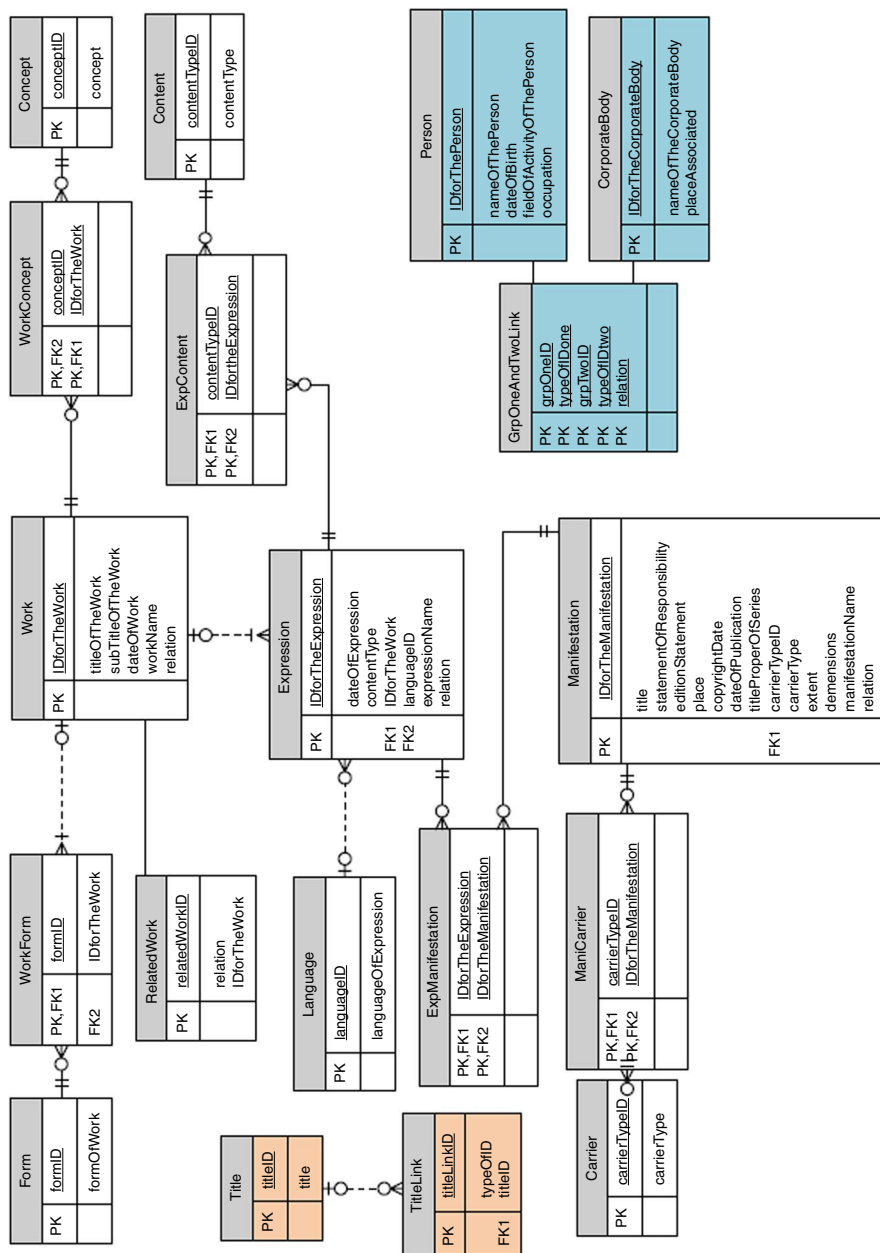 Concept
PK
conceptID
concept
WorkConcept
PK,FK2
PK,FK1
conceptID
IDforTheWork
Work
PK
IDforTheWork
titleOfTheWork
subTitleOfTheWork
dateOfWork
workName
relation
WorkForm
PK,FK1
formID
FK2
IDforTheWork
Form
PK
formID
formOfWork
RelatedWork
PK
relatedWorkID
relation
IDforTheWork
Content
PK
contentTypeID
contentType
ExpContent
PK,FK1
PK,FK2
contentTypeID
IDfortheExpression
Expression
PK
IDforTheExpression
dateOfExpression
contentType
FK1
IDforTheWork
FK2
languageID
expressionName
relation
Language
PK
languageID
languageOfExpression
Title
PK
titleID
title
TitleLink
PK
titleLinkID
typeOfID
FK1
titleID
ExpManifestation
PK,FK1
PK,FK2
IDforTheExpression
IDforTheManifestation
Person
PK
IDforThePerson
nameOfThePerson
dateOfBirth
fieldOfActivityOfThePerson
occupation
GrpOneAndTwoLink
PK
grpOneID
PK
typeOfIDone
PK
grpTwoID
PK
typeOfIDtwo
PK
relation
CorporateBody
PK
IDforTheCorporateBody
nameOfTheCorporateBody
placeAssociated
Manifestation
PK
IDforTheManifestation
title
statementOfResponsibility
editionStatement
place
copyrightDate
dateOfPublication
titleProperOfSeries
FK1
carrierTypeID
carrierType
extent
demensions
manifestationName
relation
ManiCarrier
PK,FK1
PK,FK2
carrierTypeID
IDforTheManifestation
Carrier
PK
carrierTypeID
carrierType